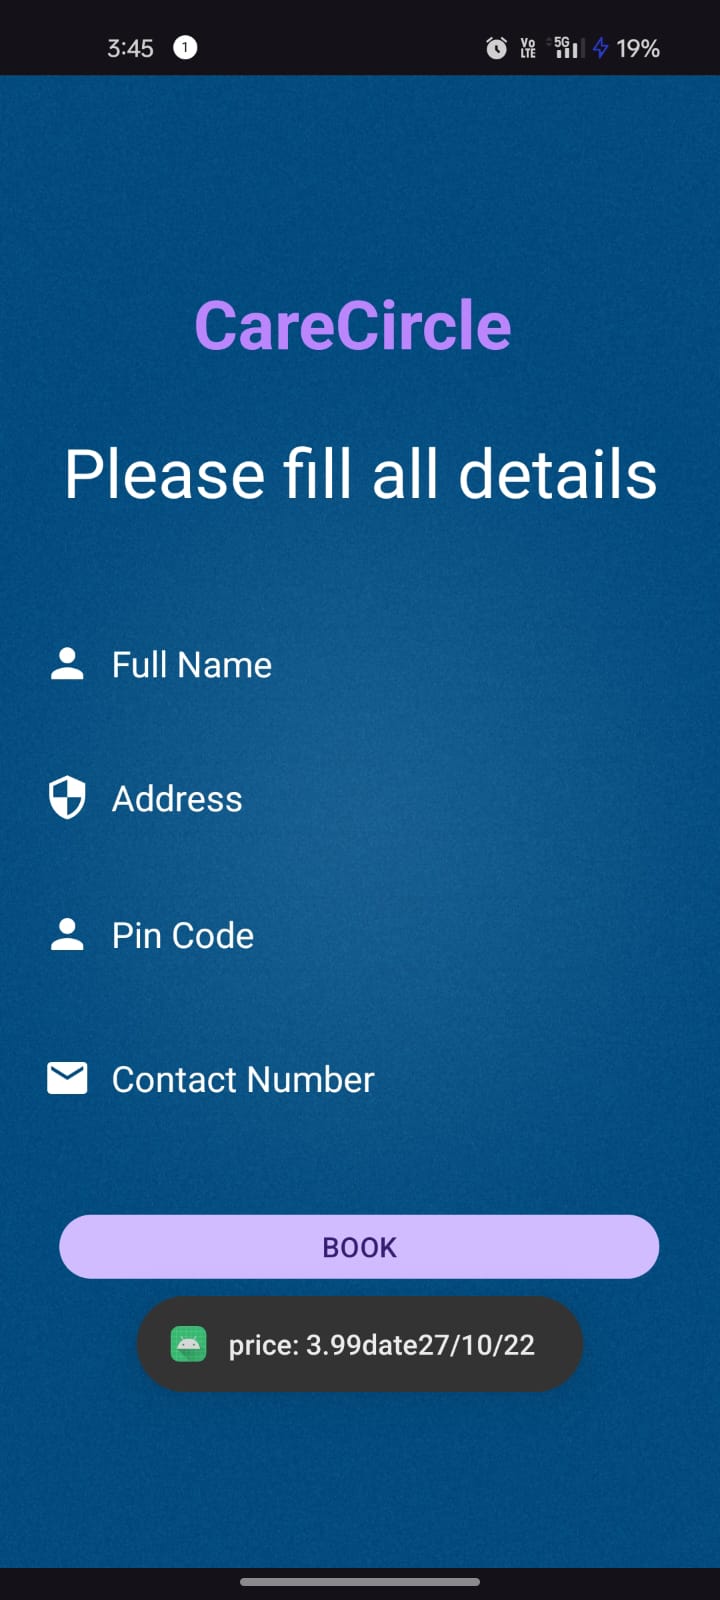 3:45 1 Vo LTE 5G 19%
CareCircle
Please fill all details
Full Name
Address
Pin Code
Contact Number
BOOK
price: 3.99date27/10/22